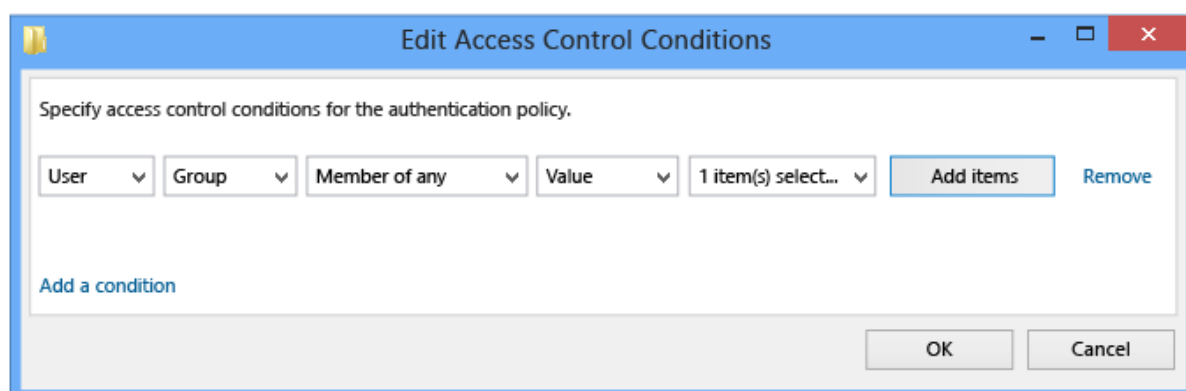 Edit Access Control Conditions
Specify access control conditions for the authentication policy.
User Group Member of any Value 1 item(s) select... Add items Remove
Add a condition
OK Cancel